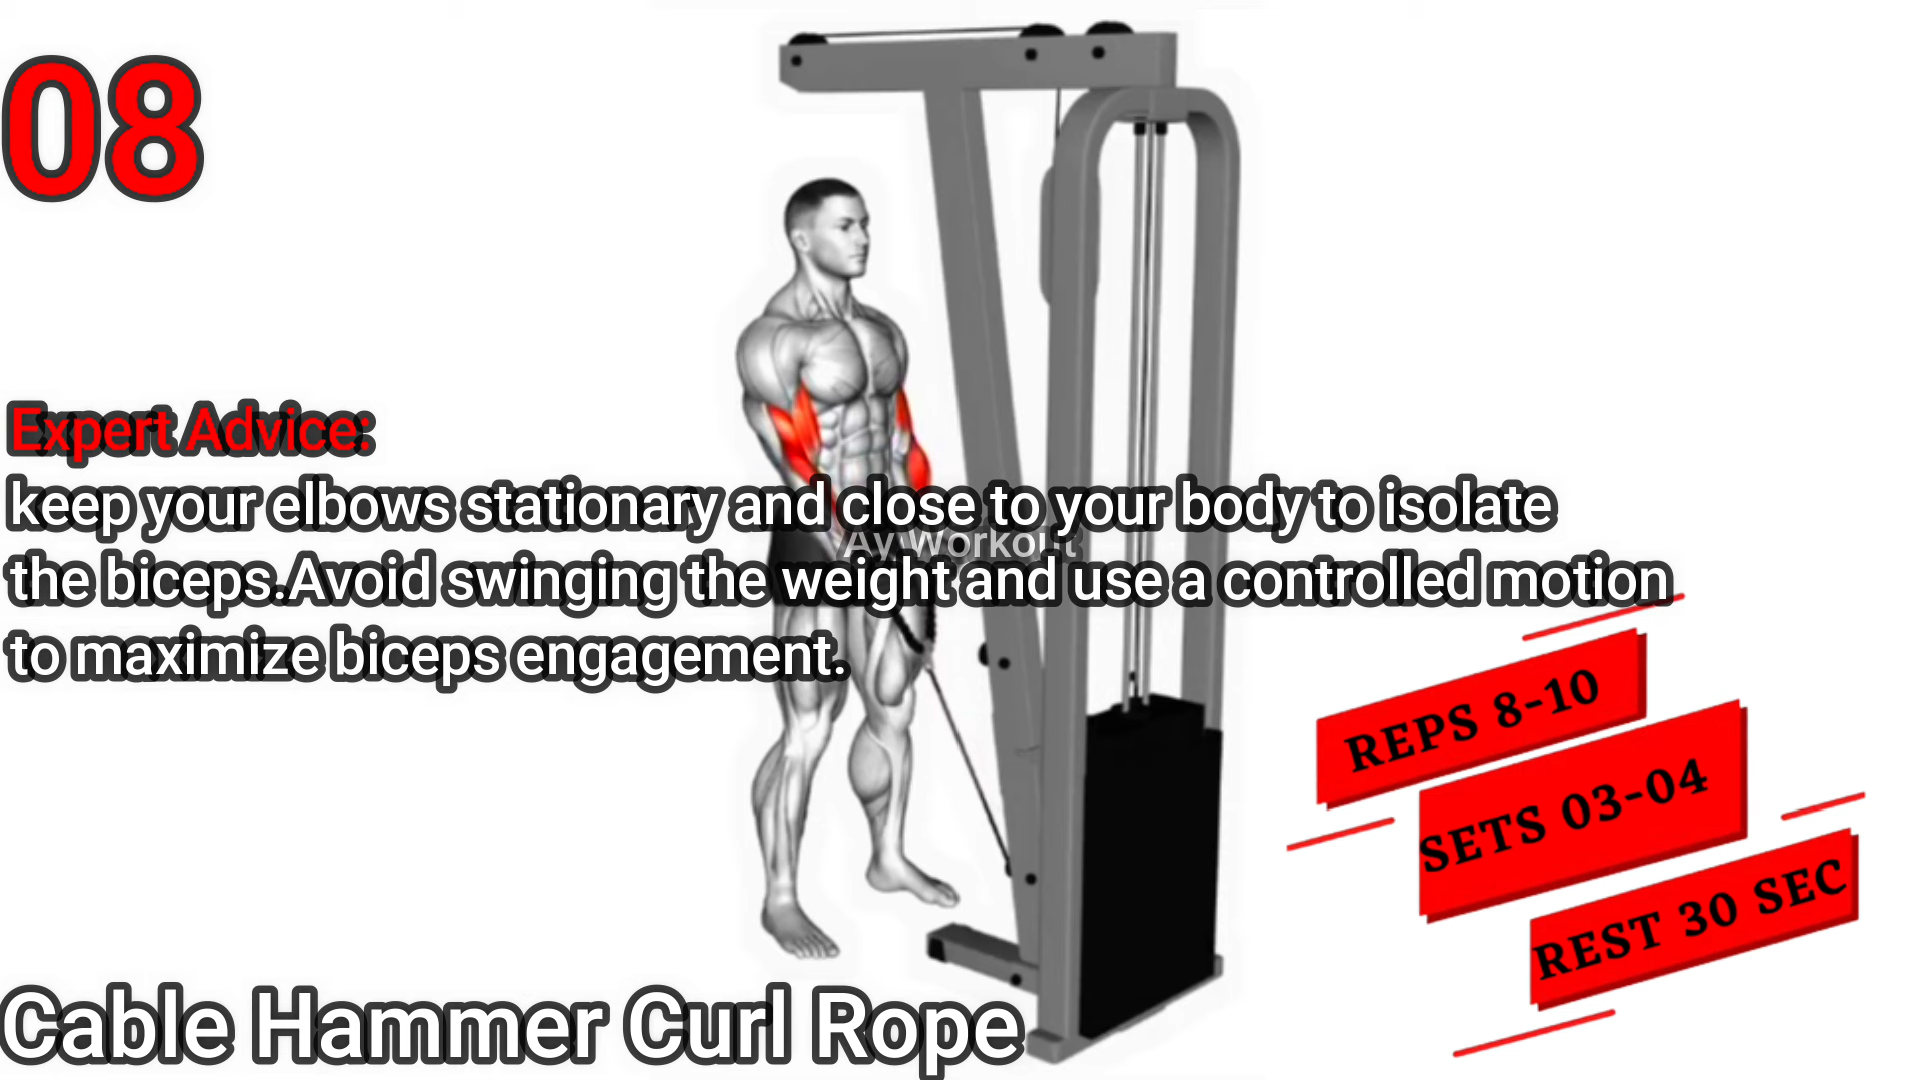 08
Expert Advice:
keep your elbows stationary and close to your body to isolate
Ay Workout
the biceps.Avoid swinging the weight and use a controlled motion
to maximize biceps engagement.
REPS 8-10
SETS 03-04
REST 30 SEC
Cable Hammer Curl Rope